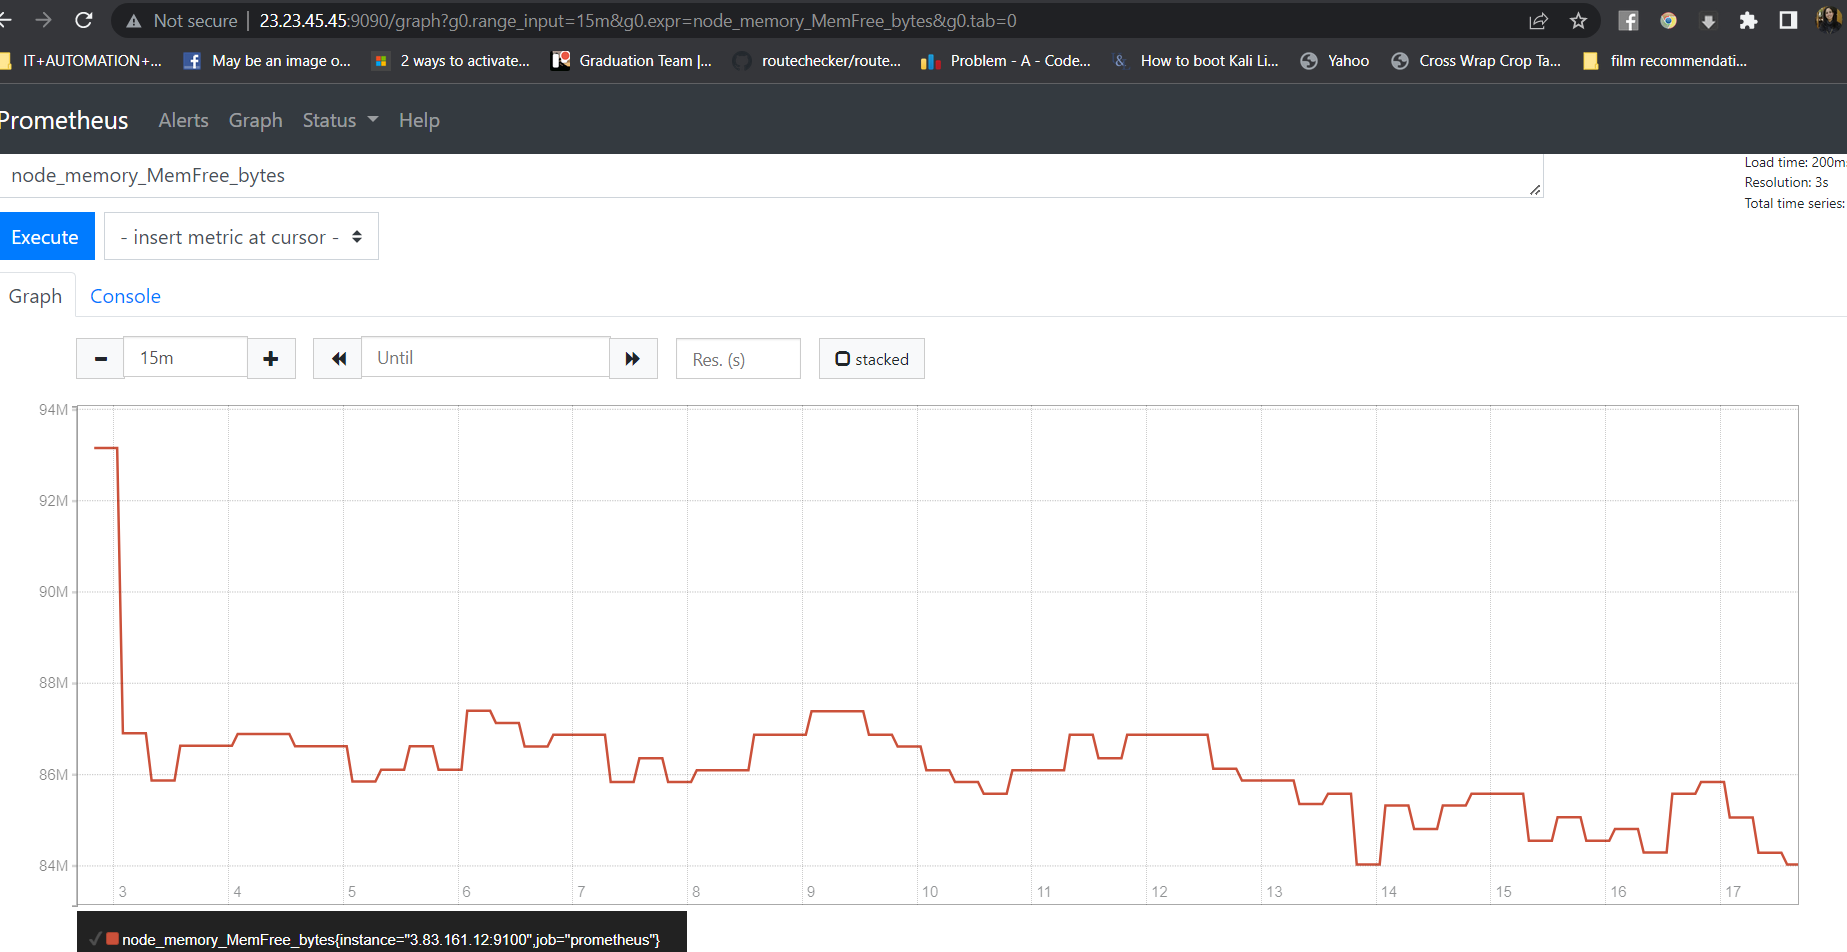 Not secure | 23.23.45.45:9090/graph?g0.range_input=15m&g0.expr=node_memory_MemFree_bytes&g0.tab=0
IT+AUTOMATION+... May be an image o... 2 ways to activate... Graduation Team |... routechecker/route... Problem - A - Code... How to boot Kali Li... Yahoo Cross Wrap Crop Ta... film recommendati...
Prometheus Alerts Graph Status Help
node_memory_MemFree_bytes
Load time: 200ms
Resolution: 3s
Total time series:
Execute - insert metric at cursor -
Graph Console
15m Until Res. (s) stacked
94M
92M
90M
88M
86M
84M
3 4 5 6 7 8 9 10 11 12 13 14 15 16 17
node_memory_MemFree_bytes{instance="3.83.161.12:9100",job="prometheus"}